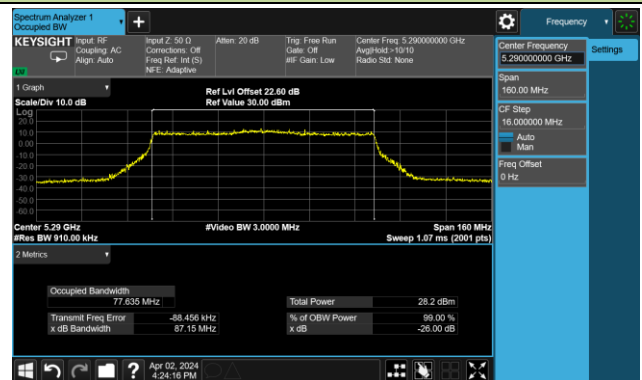 Spectrum Analyzer 1
Occupied BW
Frequency
KEYSIGHT Input: RF Input Z: 50 Ω Atten: 20 dB Trig: Free Run Center Freq: 5.290000000 GHz
Coupling: AC Corrections: Off Gate: Off Avg|Hold:>10/10
Align: Auto Freq Ref: Int (S) #IF Gain: Low Radio Std: None
NFE: Adaptive
Center Frequency
5.290000000 GHz
Settings
Span
160.00 MHz
CF Step
16.000000 MHz
Auto
Man
Freq Offset
0 Hz
1 Graph
Ref Lvl Offset 22.60 dB
Scale/Div 10.0 dB Ref Value 30.00 dBm
Log
20.0
10.0
0.00
-10.0
-20.0
-30.0
-40.0
-50.0
-60.0
Center 5.29 GHz #Video BW 3.0000 MHz Span 160 MHz
#Res BW 910.00 kHz Sweep 1.07 ms (2001 pts)
2 Metrics
Occupied Bandwidth
77.635 MHz Total Power 28.2 dBm
Transmit Freq Error -88.456 kHz % of OBW Power 99.00 %
x dB Bandwidth 87.15 MHz x dB -26.00 dB
Apr 02, 2024
4:24:16 PM